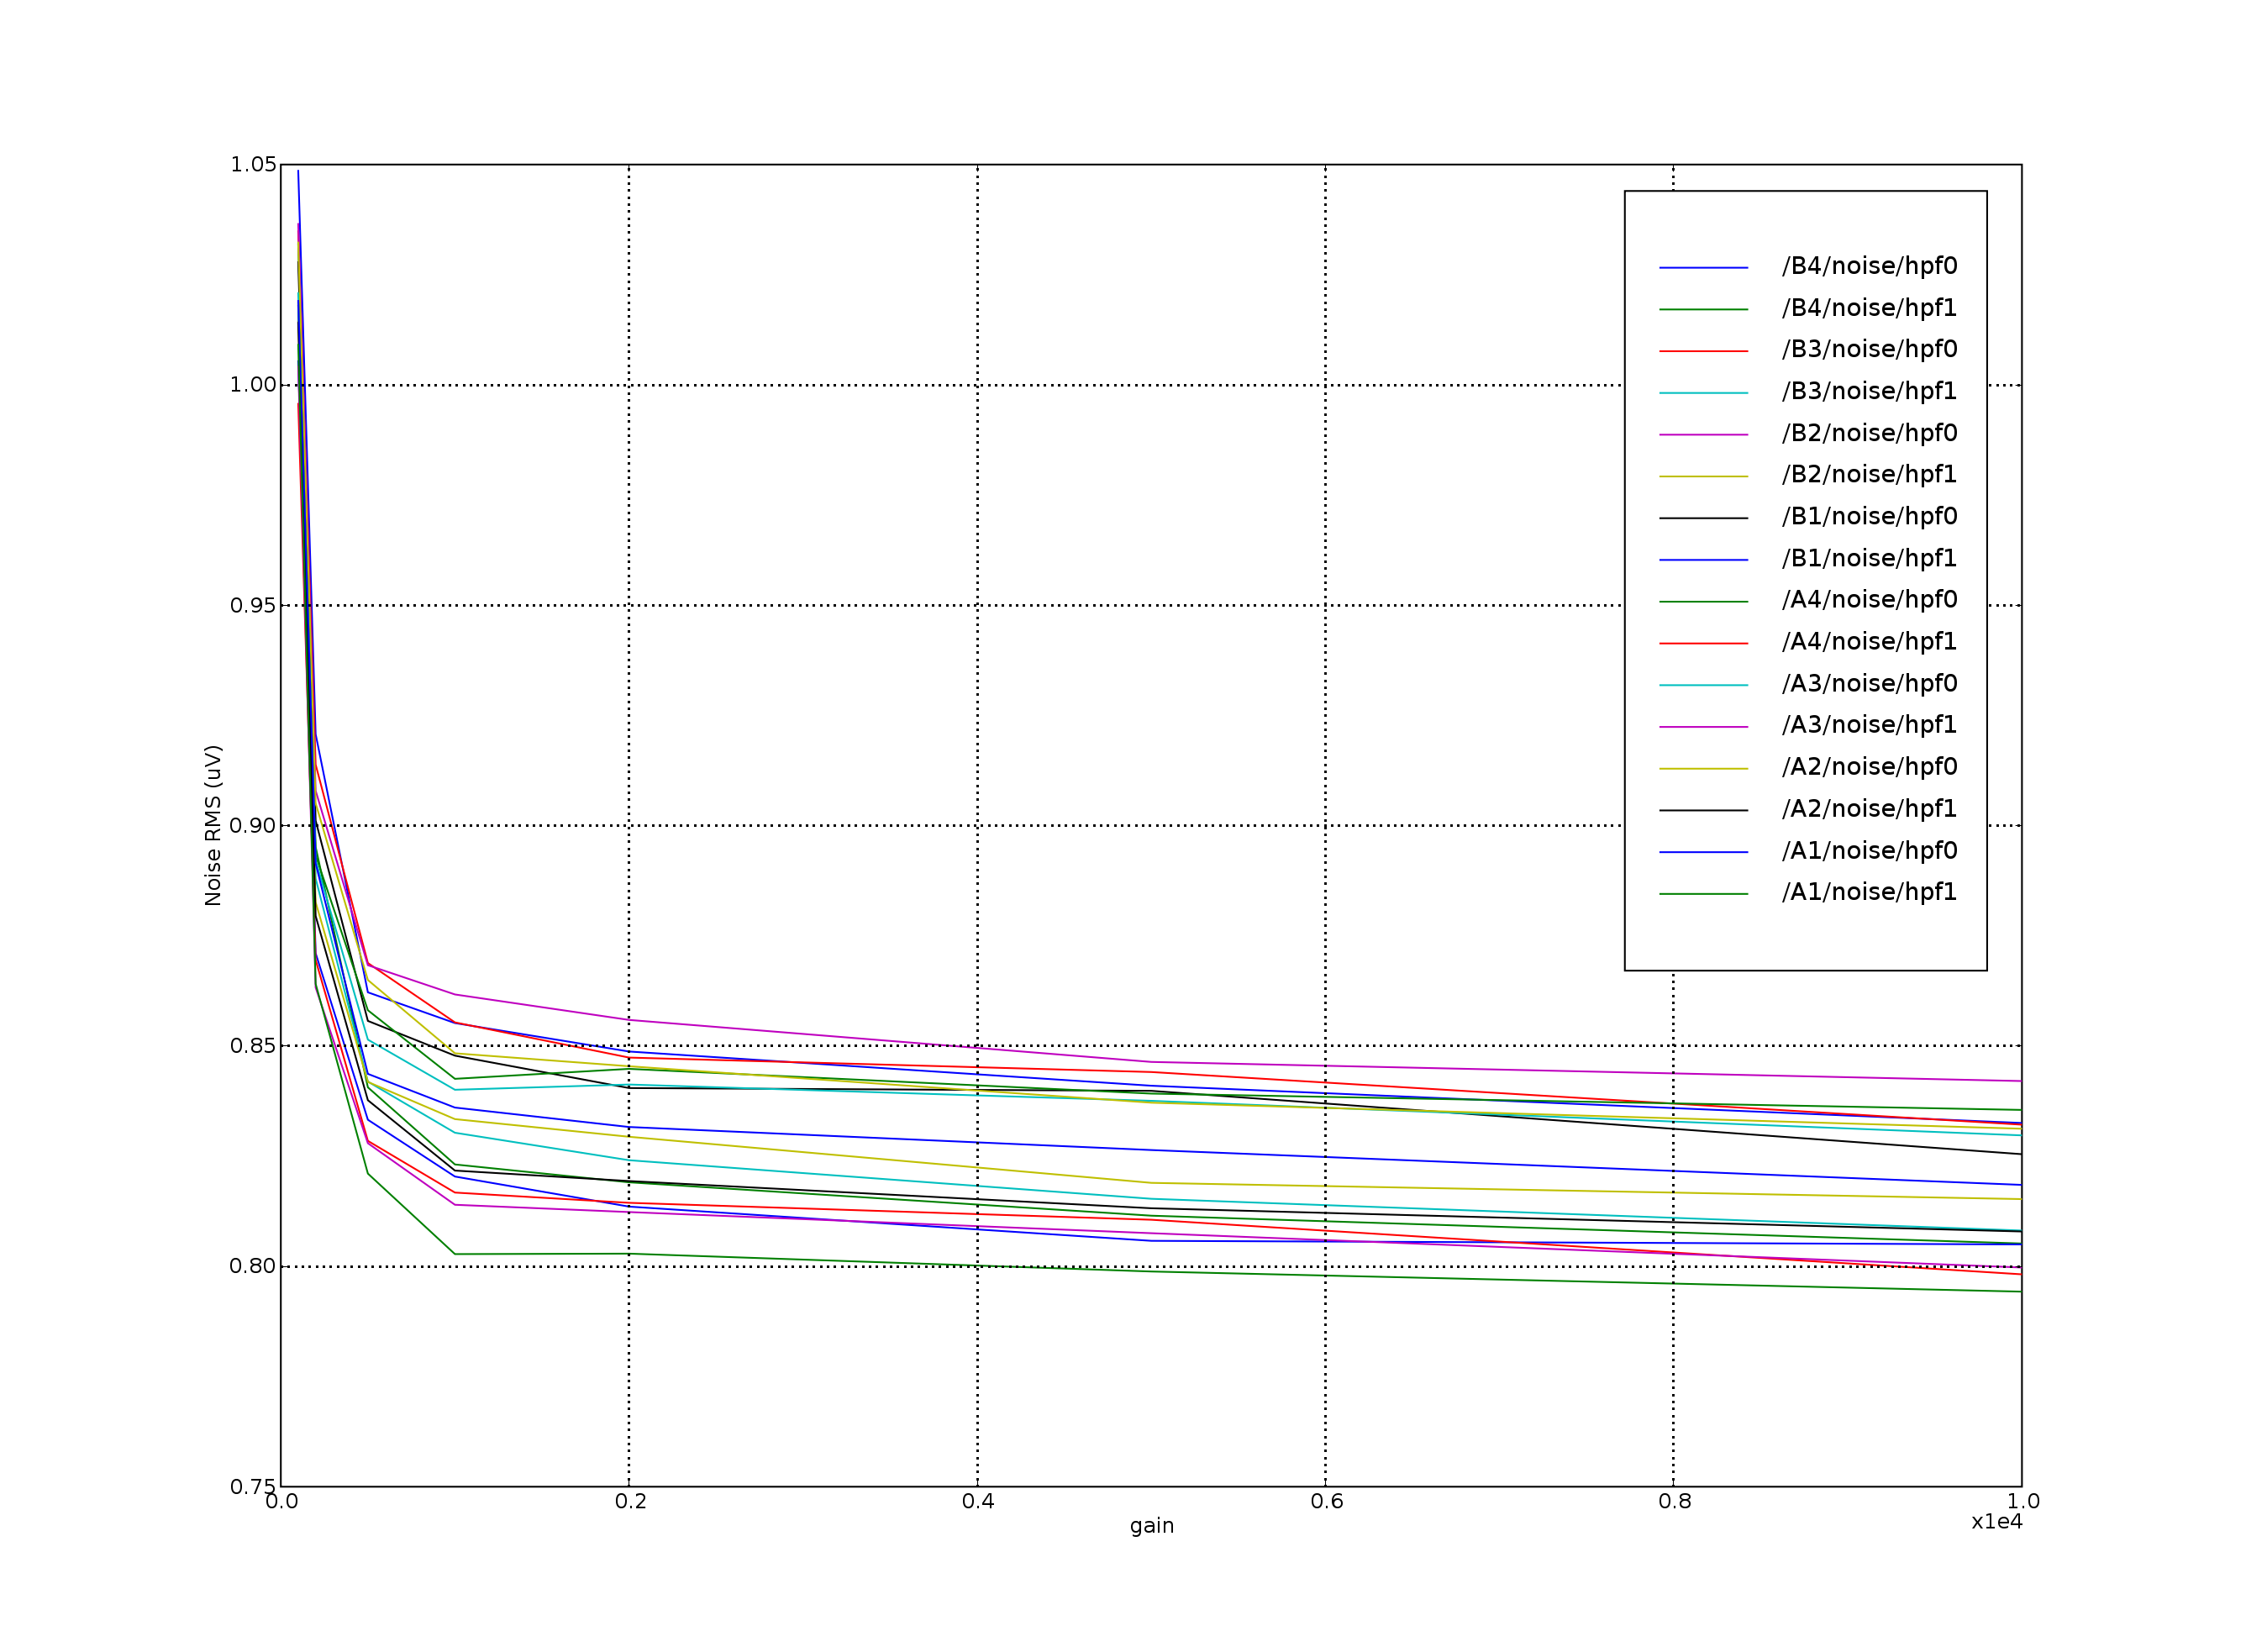 1.05
1.00
0.95
0.90
0.85
0.80
0.75
Noise RMS (uV)
/B4/noise/hpf0
/B4/noise/hpf1
/B3/noise/hpf0
/B3/noise/hpf1
/B2/noise/hpf0
/B2/noise/hpf1
/B1/noise/hpf0
/B1/noise/hpf1
/A4/noise/hpf0
/A4/noise/hpf1
/A3/noise/hpf0
/A3/noise/hpf1
/A2/noise/hpf0
/A2/noise/hpf1
/A1/noise/hpf0
/A1/noise/hpf1
0.0 0.2 0.4 0.6 0.8 1.0
x1e4
gain